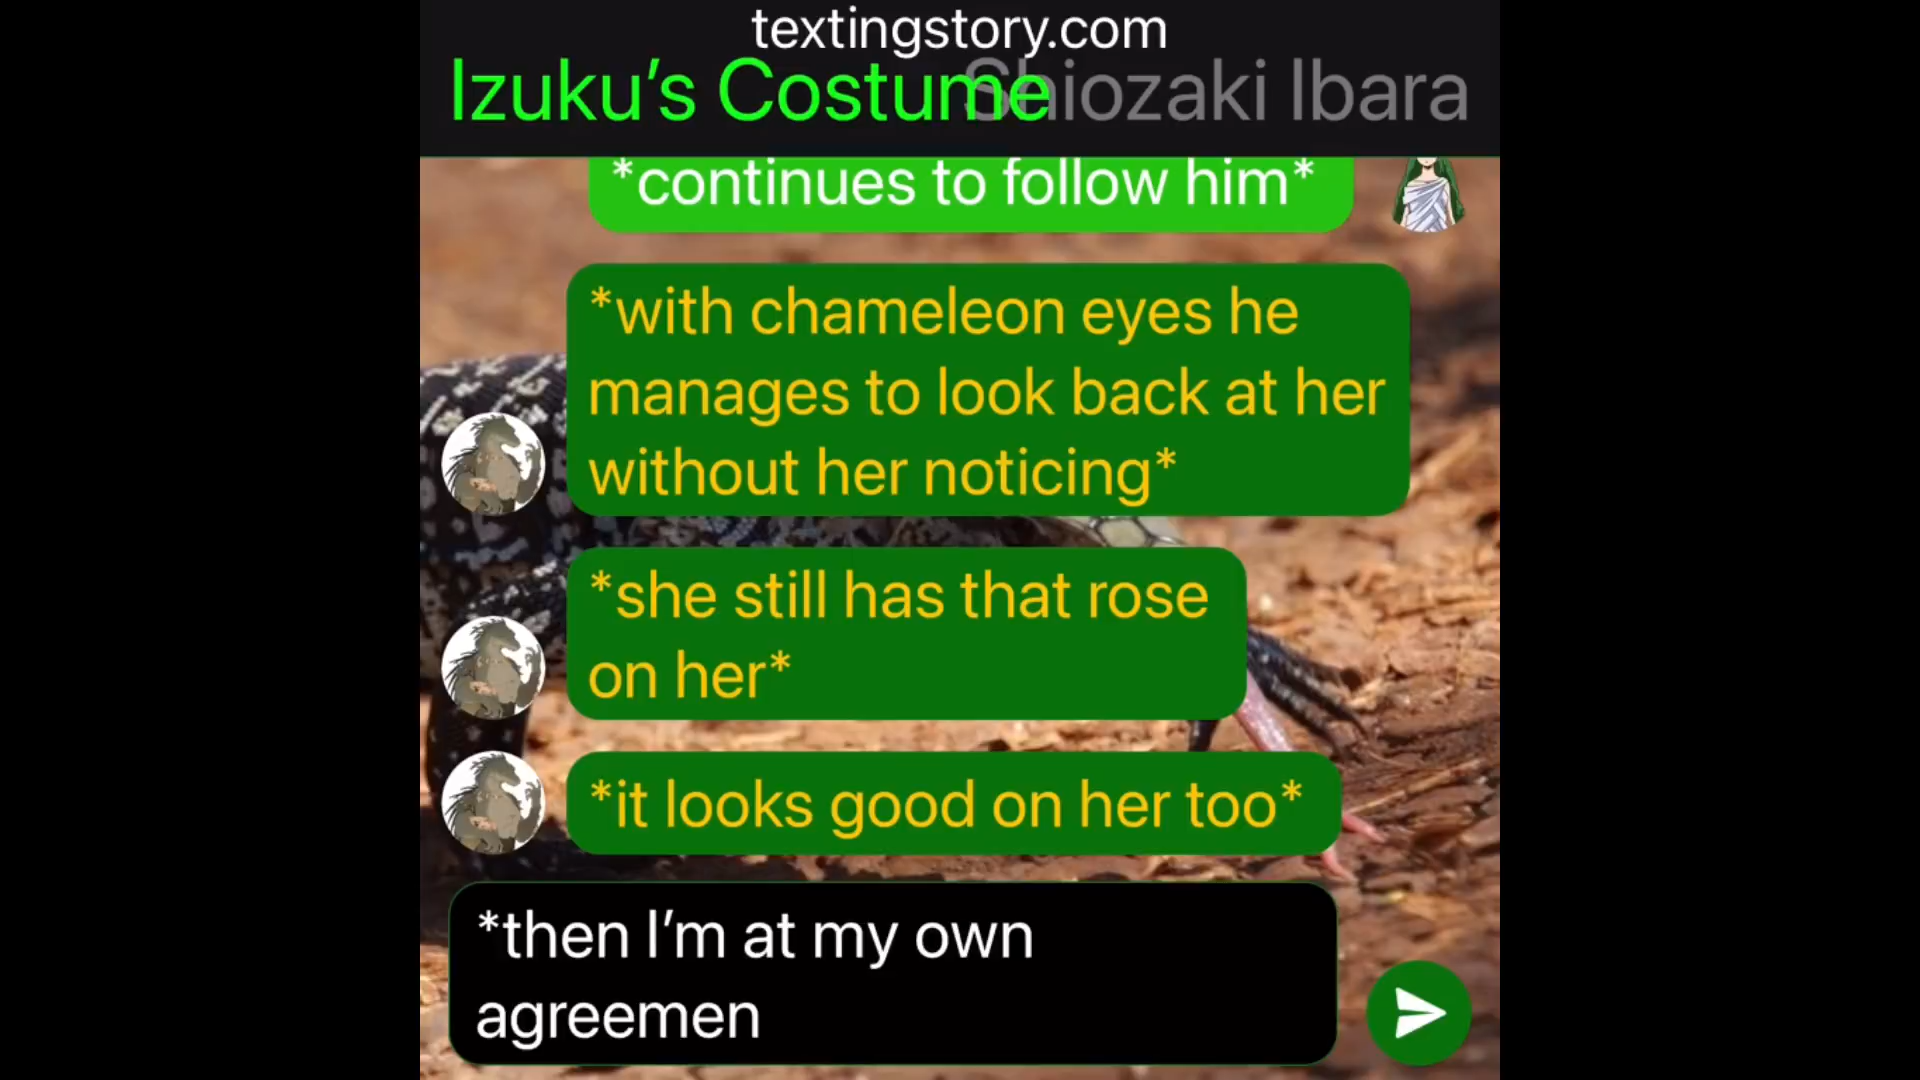 textingstory.com
Izuku’s Costume Shiozaki Ibara
*continues to follow him*
*with chameleon eyes he
manages to look back at her
without her noticing*
*she still has that rose
on her*
*it looks good on her too*
*then I’m at my own
agreemen